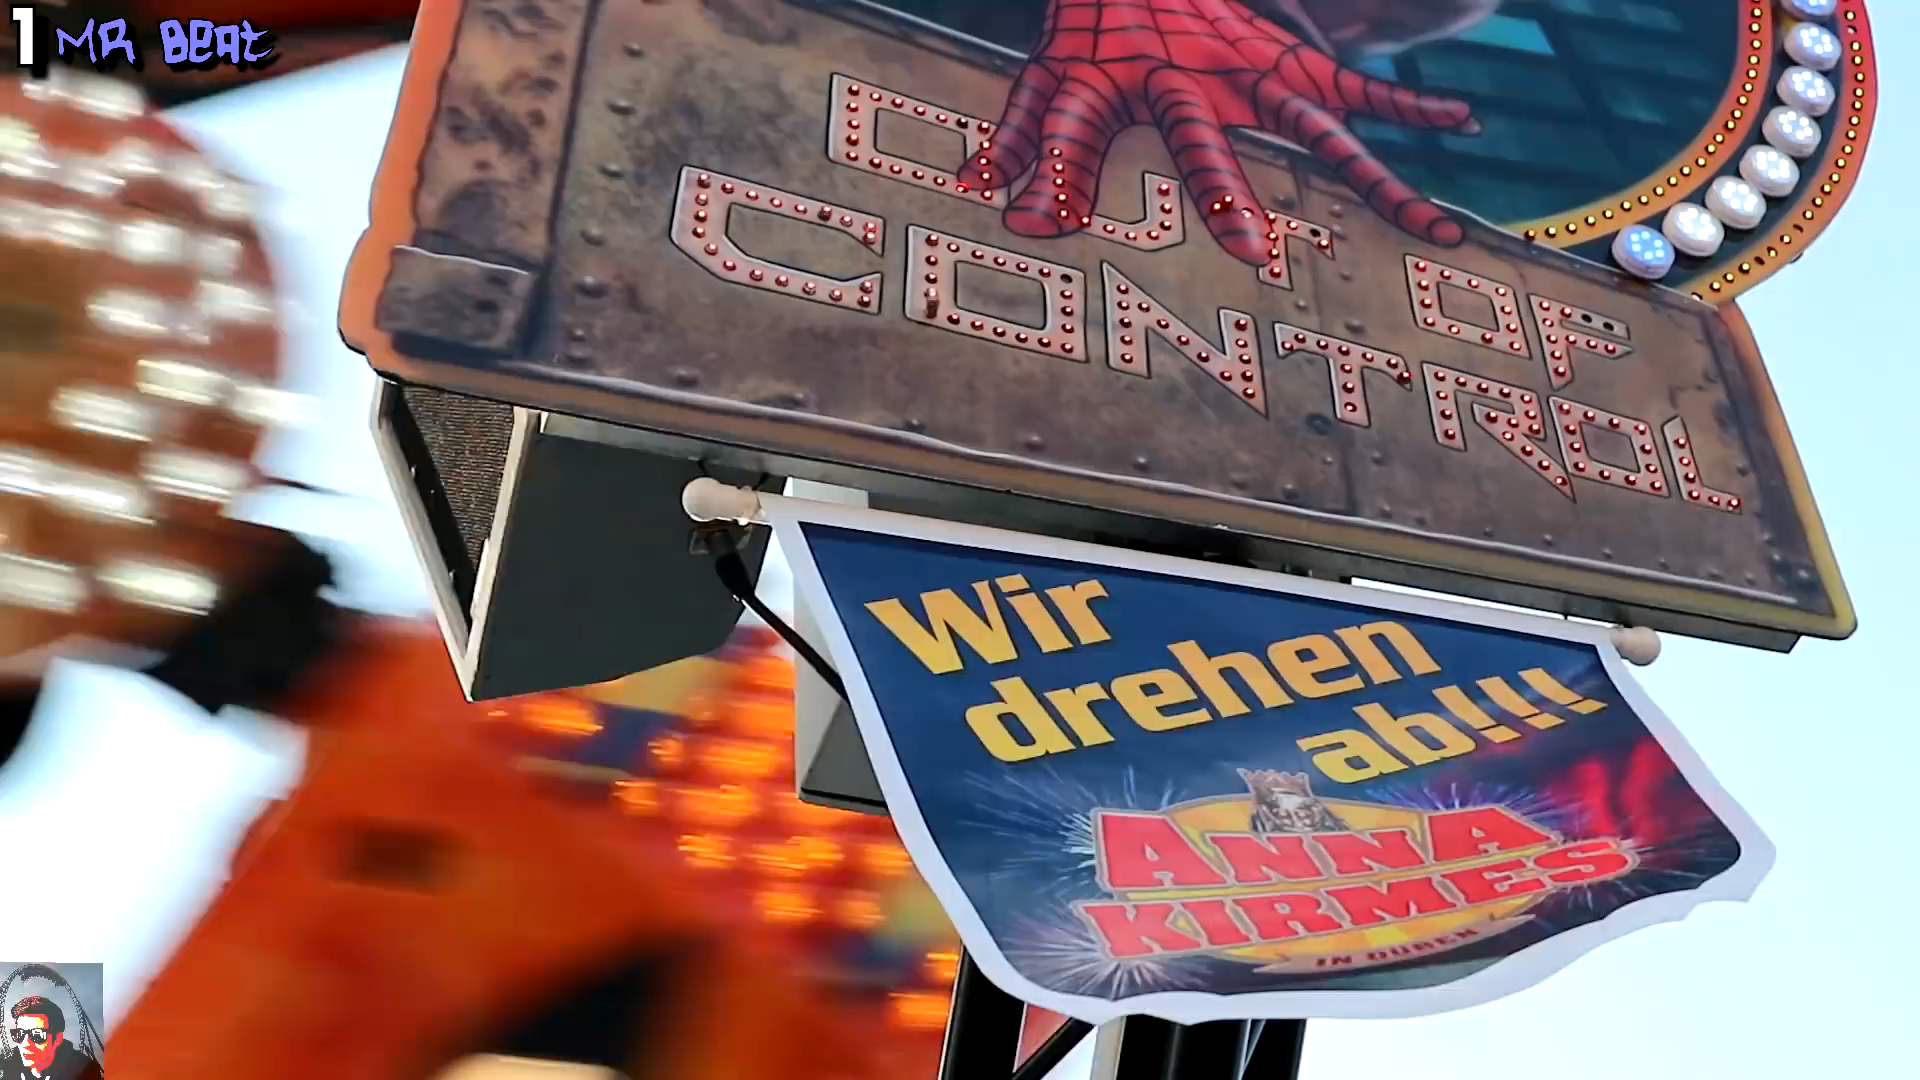 1 MR BEAT
OUT OF
CONTROL
Wir
drehen
ab!!!
ANNA
KIRMES
IN DÜREN